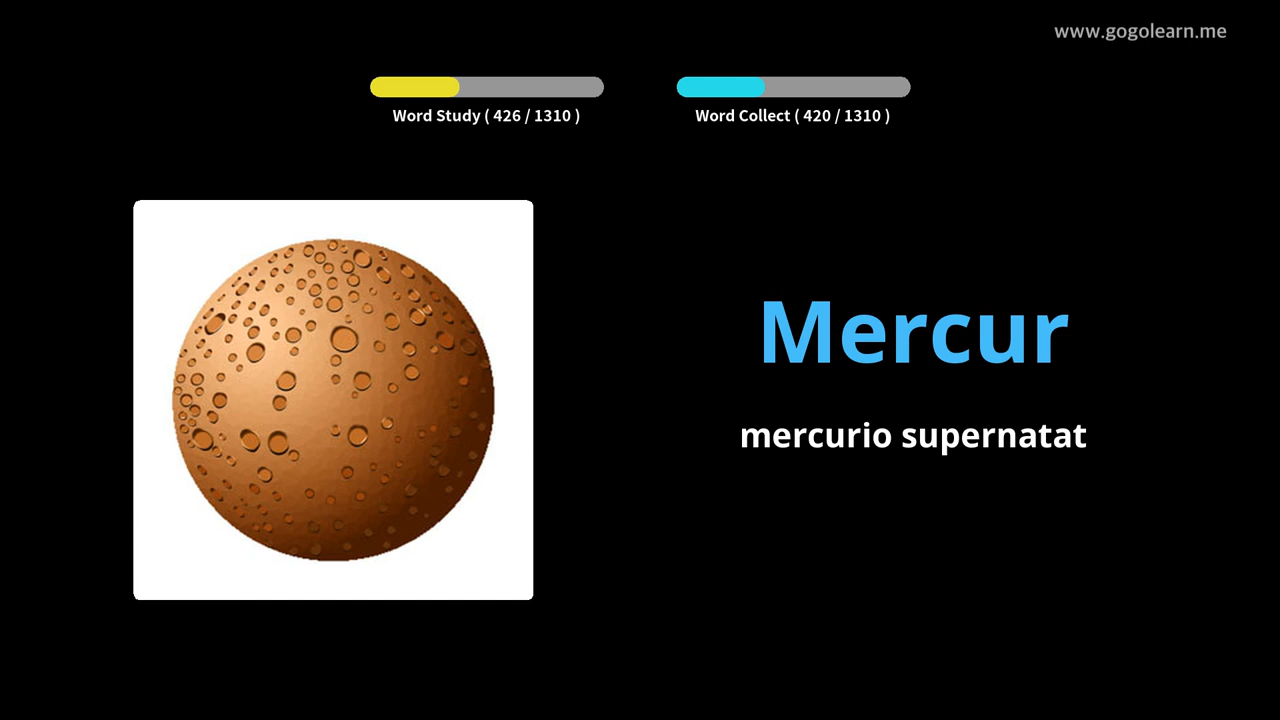 www.gogolearn.me
Word Study ( 426 / 1310 )
Word Collect ( 420 / 1310 )
Mercur
mercurio supernatat